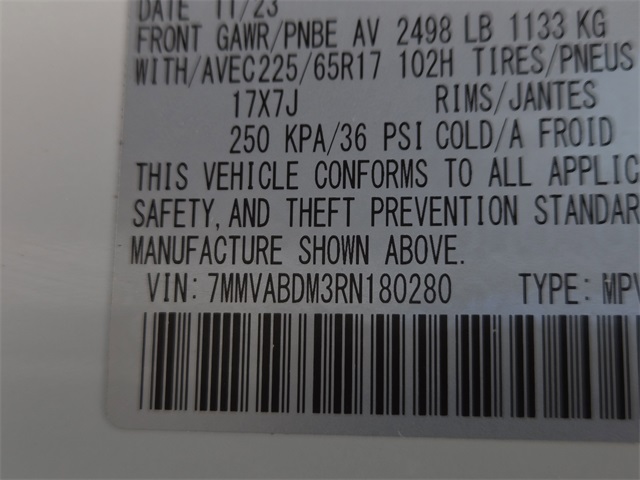 DATE 11/23
FRONT GAWR/PNBE AV 2498 LB 1133 KG
WITH/AVEC225/65R17 102H TIRES/PNEUS
17X7J RIMS/JANTES
250 KPA/36 PSI COLD/A FROID
THIS VEHICLE CONFORMS TO ALL APPLIC
SAFETY, AND THEFT PREVENTION STANDAR
MANUFACTURE SHOWN ABOVE.
VIN: 7MMVABDM3RN180280 TYPE: MPV